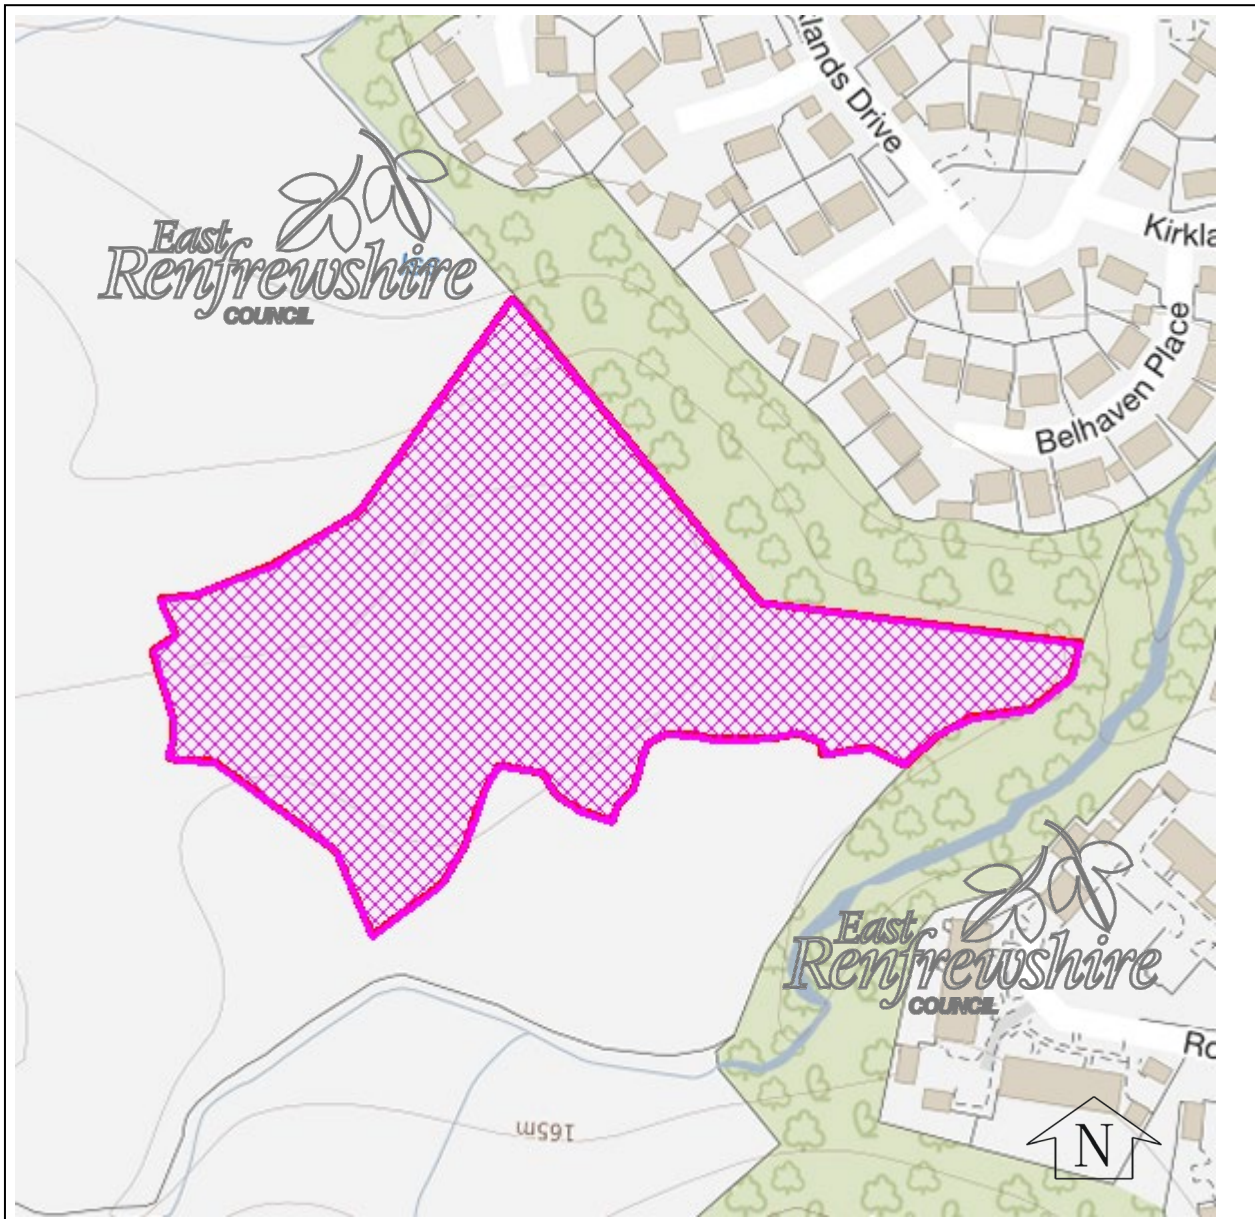 lands Drive
Kirkla
East
Renfrewshire
COUNCIL
Belhaven Place
East
Renfrewshire
COUNCIL
Ro
165m
N